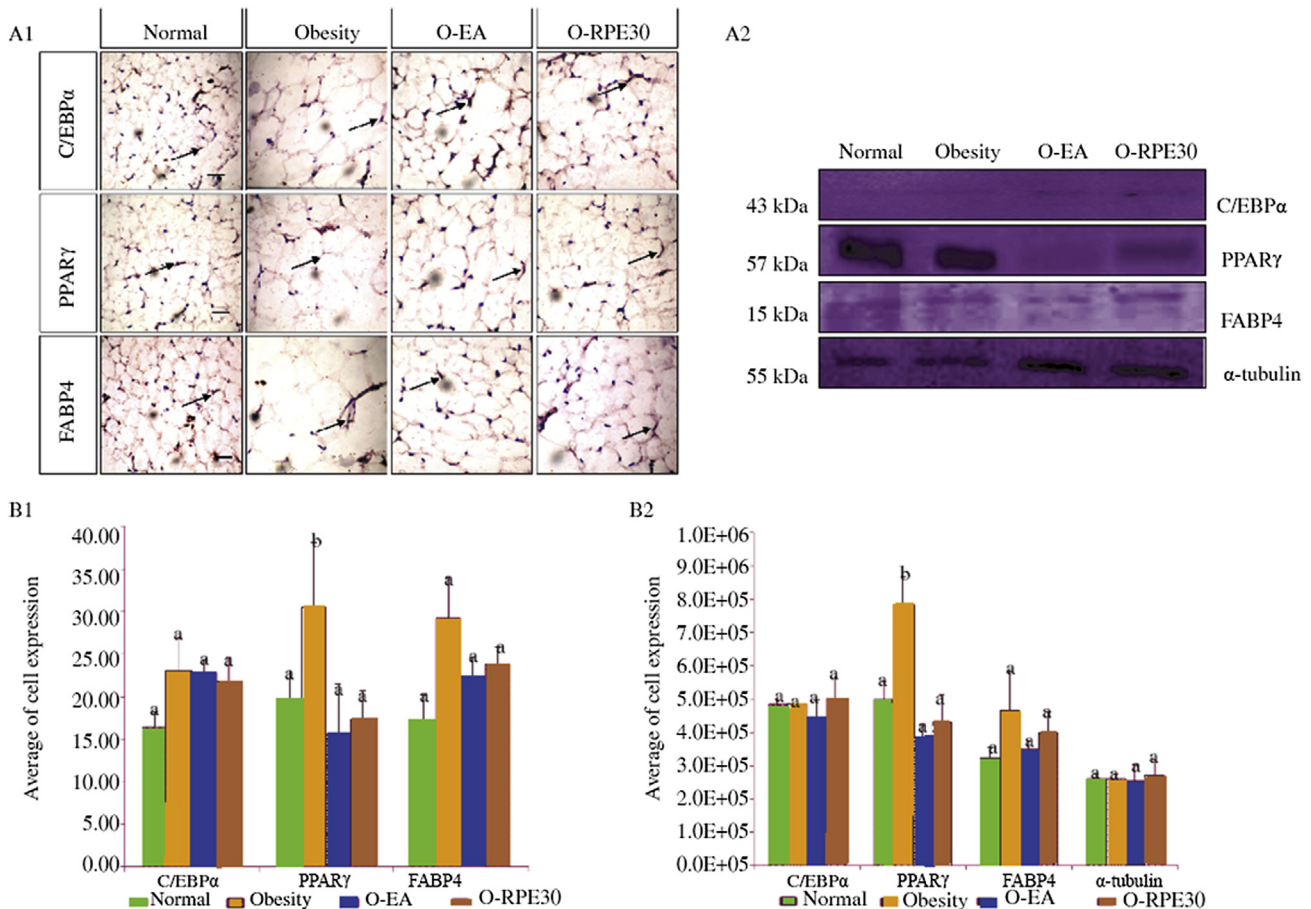 A1
Normal Obesity O-EA O-RPE30
C/EBPα
PPARγ
FABP4
A2
Normal Obesity O-EA O-RPE30
43 kDa C/EBPα
57 kDa PPARγ
15 kDa FABP4
55 kDa α-tubulin
B1
Average of cell expression
40.00
35.00
30.00
25.00
20.00
15.00
10.00
5.00
0.00
a a a a
a b a a
a a a a
C/EBPα PPARγ FABP4
Normal Obesity O-EA O-RPE30
B2
Average of cell expression
1.0E+06
9.0E+05
8.0E+05
7.0E+05
6.0E+05
5.0E+05
4.0E+05
3.0E+05
2.0E+05
1.0E+05
0.0E+05
a a a a
a b a a
a a a a
a a a a
C/EBPα PPARγ FABP4 α-tubulin
Normal Obesity O-EA O-RPE30